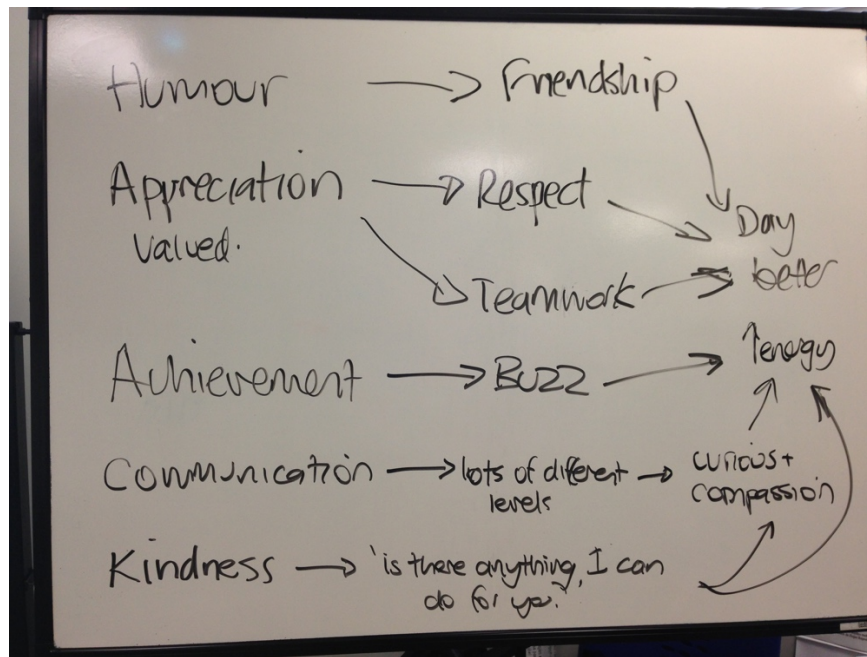 Humour → Friendship
Appreciation → Respect
Valued.
Day
better
Teamwork
↑energy
Achievement → Buzz
Communication → lots of different → curious +
levels
compassion
Kindness → 'is there anything, I can
do for you?'